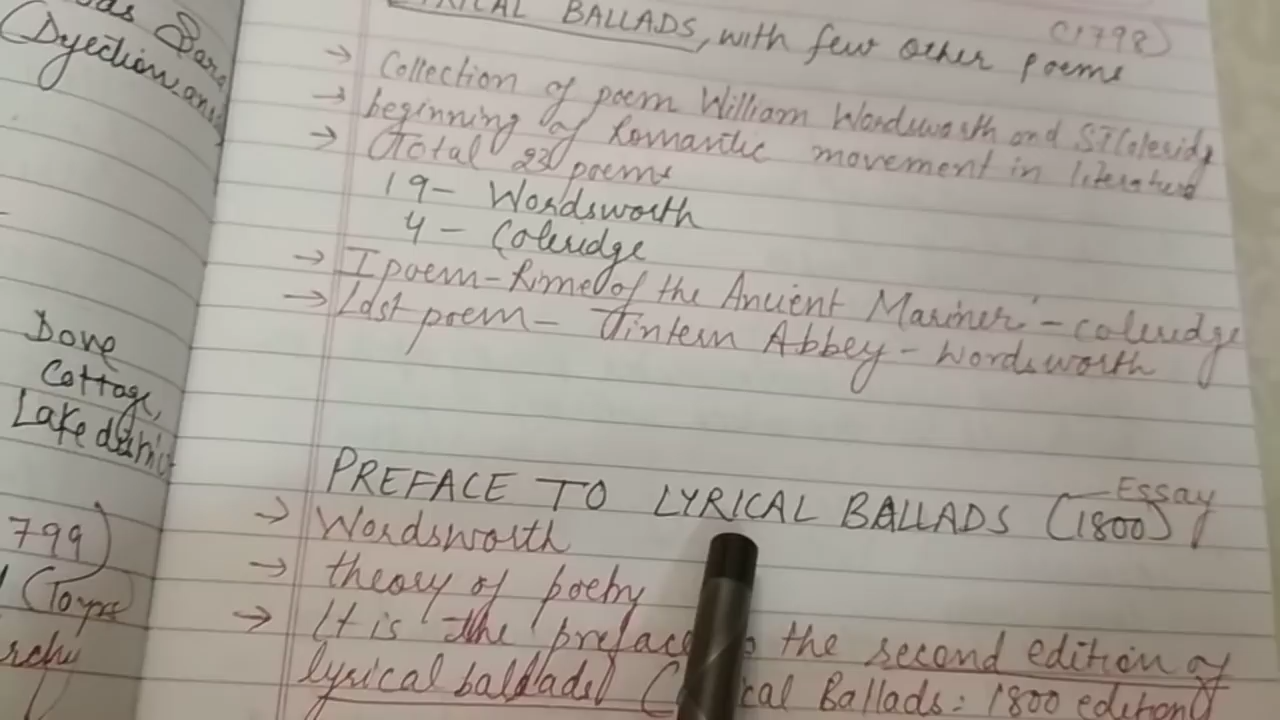 BALLADS, with few other poems
(1798)
→ Collection of poem William Wordsworth and STColeridge
→ beginning of Romantic movement in literature
→ Total 23 poems
19 - Wordsworth
4 - Coleridge
→ I poem - Rime of the Ancient Mariner - coleridge
→ Last poem - Tintern Abbey - Wordsworth
PREFACE TO LYRICAL BALLADS (1800)
Essay
→ Wordsworth
→ theory of poetry
→ It is the preface the second edition of
lyrical ballads Ballads: 1800 edition)
Dove
Cottage,
Lake
799)